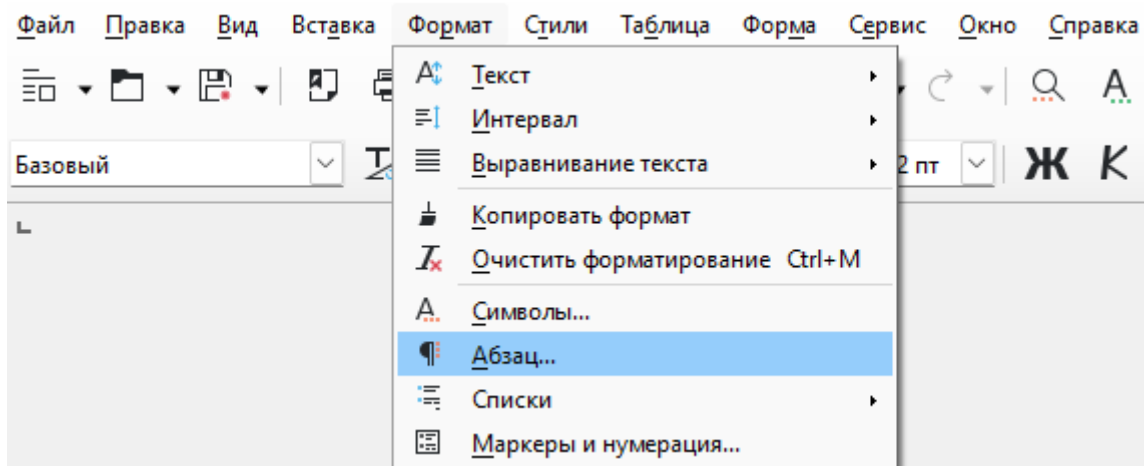 Файл Правка Вид Вставка Формат Стили Таблица Форма Сервис Окно Справка
Текст
Интервал
Базовый
Выравнивание текста
2 пт
Ж К
Копировать формат
Очистить форматирование Ctrl+M
Символы...
Абзац...
Списки
Маркеры и нумерация...